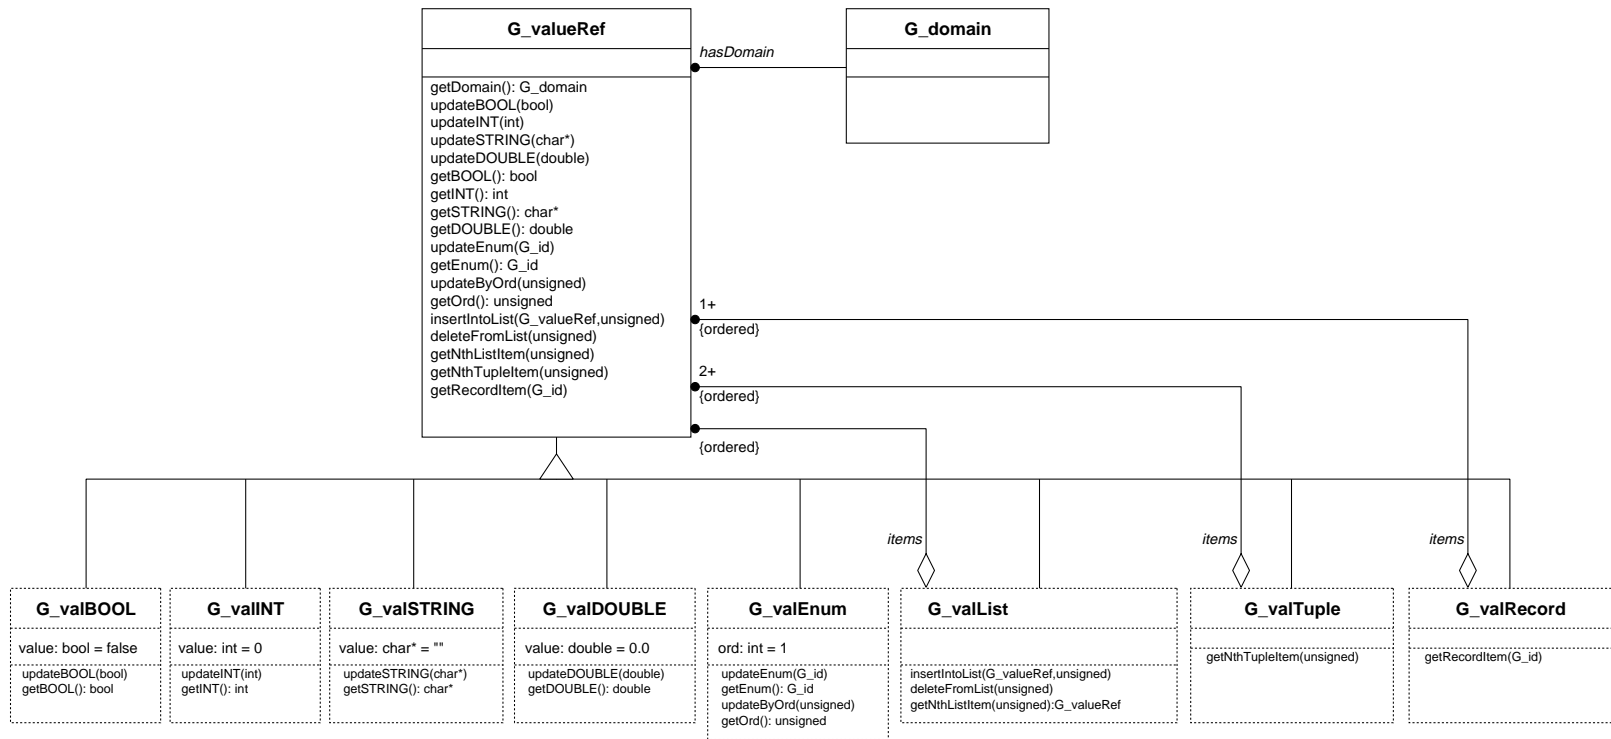 G_valueRef
getDomain(): G_domain
updateBOOL(bool)
updateINT(int)
updateSTRING(char*)
updateDOUBLE(double)
getBOOL(): bool
getINT(): int
getSTRING(): char*
getDOUBLE(): double
updateEnum(G_id)
getEnum(): G_id
updateByOrd(unsigned)
getOrd(): unsigned
insertIntoList(G_valueRef,unsigned)
deleteFromList(unsigned)
getNthListItem(unsigned)
getNthTupleItem(unsigned)
getRecordItem(G_id)
hasDomain
G_domain
1+
{ordered}
2+
{ordered}
{ordered}
items
items
items
G_valBOOL
value: bool = false
updateBOOL(bool)
getBOOL(): bool
G_valINT
value: int = 0
updateINT(int)
getINT(): int
G_valSTRING
value: char* = ""
updateSTRING(char*)
getSTRING(): char*
G_valDOUBLE
value: double = 0.0
updateDOUBLE(double)
getDOUBLE(): double
G_valEnum
ord: int = 1
updateEnum(G_id)
getEnum(): G_id
updateByOrd(unsigned)
getOrd(): unsigned
G_valList
insertIntoList(G_valueRef,unsigned)
deleteFromList(unsigned)
getNthListItem(unsigned):G_valueRef
G_valTuple
getNthTupleItem(unsigned)
G_valRecord
getRecordItem(G_id)